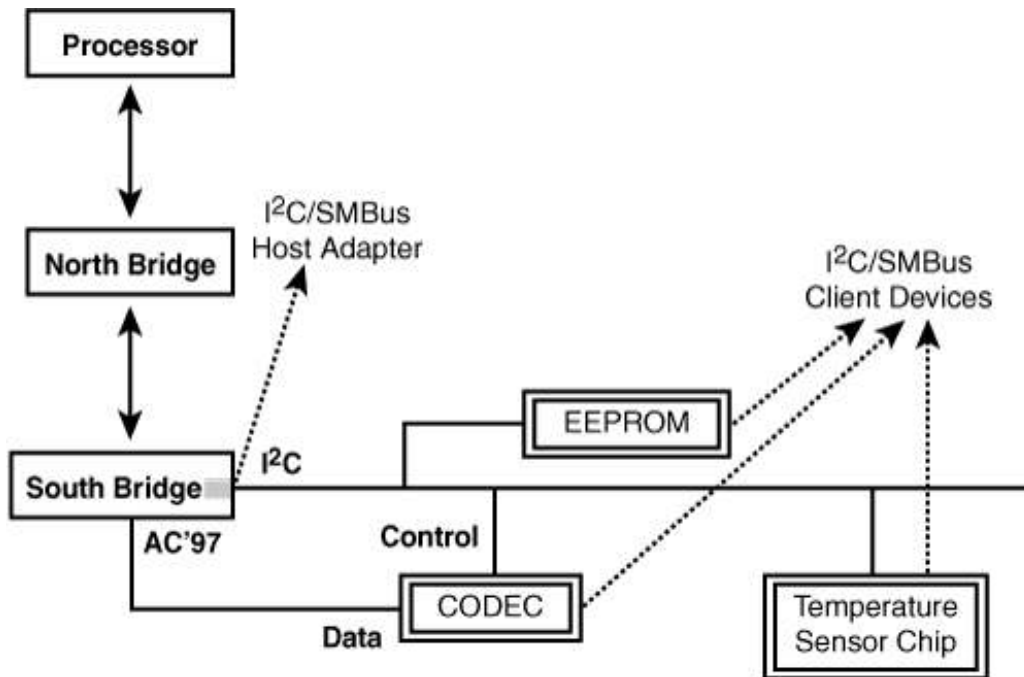 Processor
I²C/SMBus
Host Adapter
North Bridge
I²C/SMBus
Client Devices
EEPROM
I²C
South Bridge
AC'97
Control
CODEC
Data
Temperature
Sensor Chip